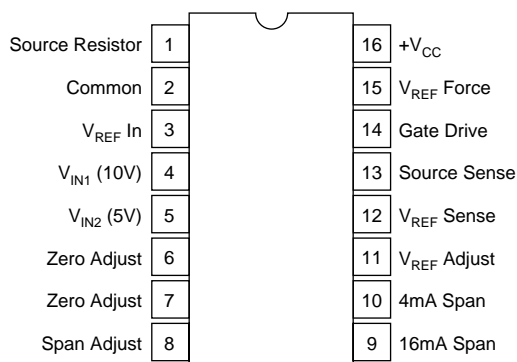 Source Resistor 1 16 +VCC
Common 2 15 VREF Force
VREF In 3 14 Gate Drive
VIN1 (10V) 4 13 Source Sense
VIN2 (5V) 5 12 VREF Sense
Zero Adjust 6 11 VREF Adjust
Zero Adjust 7 10 4mA Span
Span Adjust 8 9 16mA Span